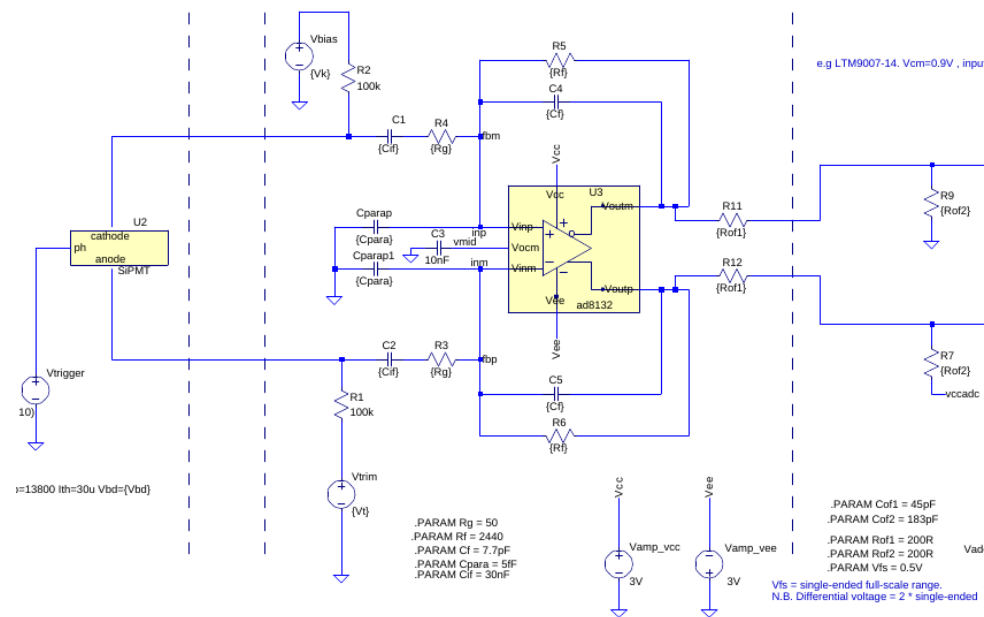 Vbias
{Vk}
R2
100k
R5
{Rf}
C4
{Cf}
e.g LTM9007-14. Vcm=0.9V , input
C1
{Cif}
R4
{Rg}
fbm
Vcc
U3
Vcc
Voutm
R11
{Rof1}
R9
{Rof2}
U2
cathode
ph
anode
SiPMT
Cparap
{Cpara}
inp
Vinp
C3
10nF
vmid
Vocm
Cparap1
{Cpara}
inm
Vinm
Vee
Voutp
ad8132
R12
{Rof1}
Vee
R7
{Rof2}
vccadc
Vtrigger
10)
C2
{Cif}
R3
{Rg}
fbp
C5
{Cf}
R6
{Rf}
R1
100k
Vtrim
{Vt}
=13800 Ith=30u Vbd={Vbd}
.PARAM Rg = 50
.PARAM Rf = 2440
.PARAM Cf = 7.7pF
.PARAM Cpara = 5fF
.PARAM Cif = 30nF
Vcc
Vamp_vcc
3V
Vee
Vamp_vee
3V
.PARAM Cof1 = 45pF
.PARAM Cof2 = 183pF
.PARAM Rof1 = 200R
.PARAM Rof2 = 200R
.PARAM Vfs = 0.5V
Vad
Vfs = single-ended full-scale range.
N.B. Differential voltage = 2 * single-ended